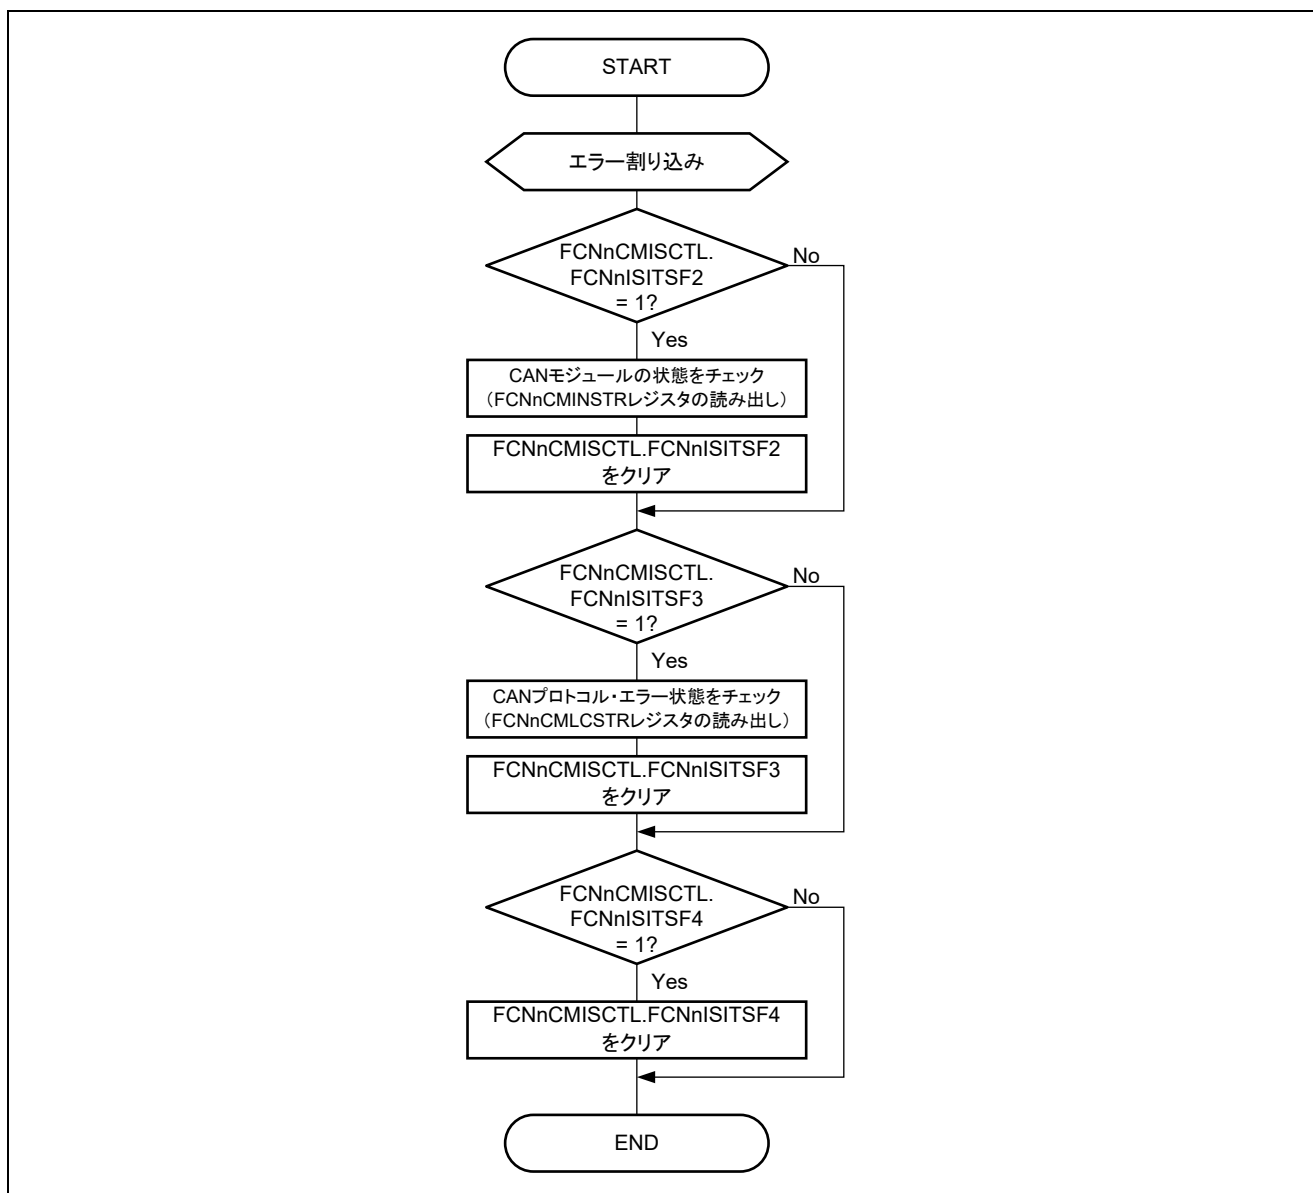 START
エラー割り込み
FCNnCMISCTL.
FCNnISITSF2
= 1?
No
Yes
CANモジュールの状態をチェック
（FCNnCMINSTRレジスタの読み出し）
FCNnCMISCTL.FCNnISITSF2
をクリア
FCNnCMISCTL.
FCNnISITSF3
= 1?
No
Yes
CANプロトコル・エラー状態をチェック
（FCNnCMLCSTRレジスタの読み出し）
FCNnCMISCTL.FCNnISITSF3
をクリア
FCNnCMISCTL.
FCNnISITSF4
= 1?
No
Yes
FCNnCMISCTL.FCNnISITSF4
をクリア
END